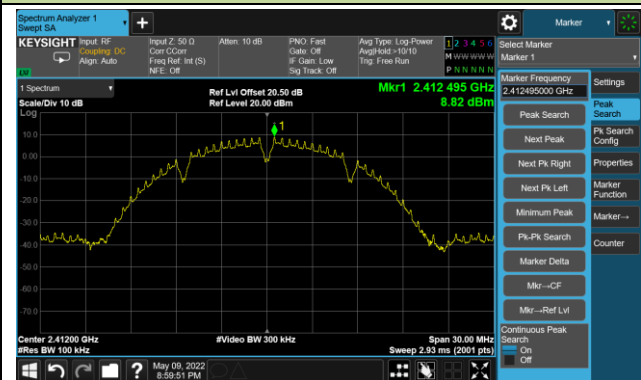 Spectrum Analyzer 1
Swept SA
+
Marker
KEYSIGHT
Input: RF
Coupling: DC
Align: Auto
Input Z: 50 Ω
Corr CCorr
Freq Ref: Int (S)
NFE: Off
Atten: 10 dB
PNO: Fast
Gate: Off
IF Gain: Low
Sig Track: Off
Avg Type: Log-Power
Avg|Hold:>10/10
Trig: Free Run
1 2 3 4 5 6
M W W W W W
P N N N N N
Select Marker
Marker 1
1 Spectrum
Scale/Div 10 dB
Log
Ref Lvl Offset 20.50 dB
Ref Level 20.00 dBm
Mkr1 2.412 495 GHz
8.82 dBm
1
10.0
0.00
-10.0
-20.0
-30.0
-40.0
-50.0
-60.0
-70.0
Center 2.41200 GHz
#Res BW 100 kHz
#Video BW 300 kHz
Span 30.00 MHz
Sweep 2.93 ms (2001 pts)
Marker Frequency
2.412495000 GHz
Peak Search
Next Peak
Next Pk Right
Next Pk Left
Minimum Peak
Pk-Pk Search
Marker Delta
Mkr→CF
Mkr→Ref Lvl
Continuous Peak
Search
On
Off
Settings
Peak
Search
Pk Search
Config
Properties
Marker
Function
Marker→
Counter
?
May 09, 2022
8:59:51 PM